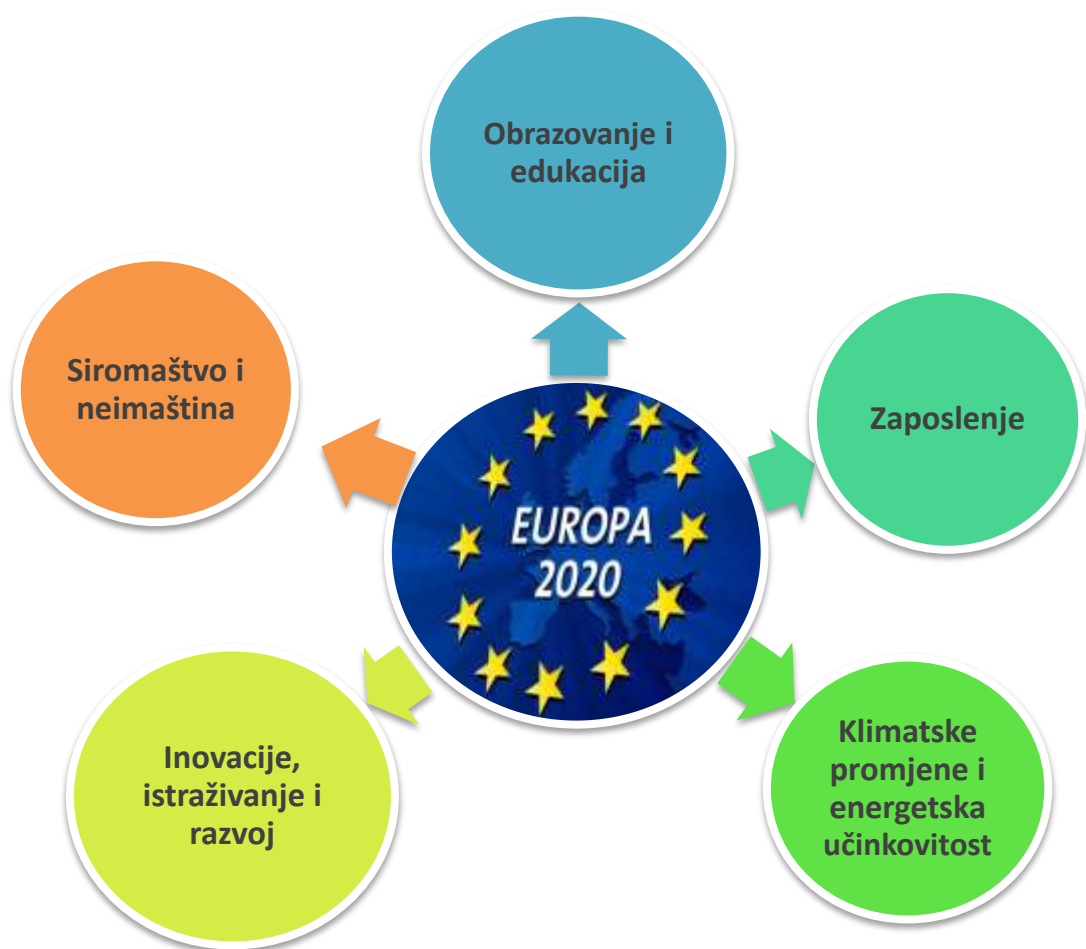 Obrazovanje i
edukacija
Siromaštvo i
neimaština
Zaposlenje
EUROPA
2020
Inovacije,
istraživanje i
razvoj
Klimatske
promjene i
energetska
učinkovitost